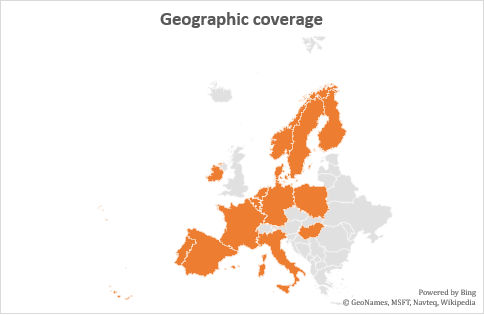 Geographic coverage
Powered by Bing
© GeoNames, MSFT, Navteq, Wikipedia